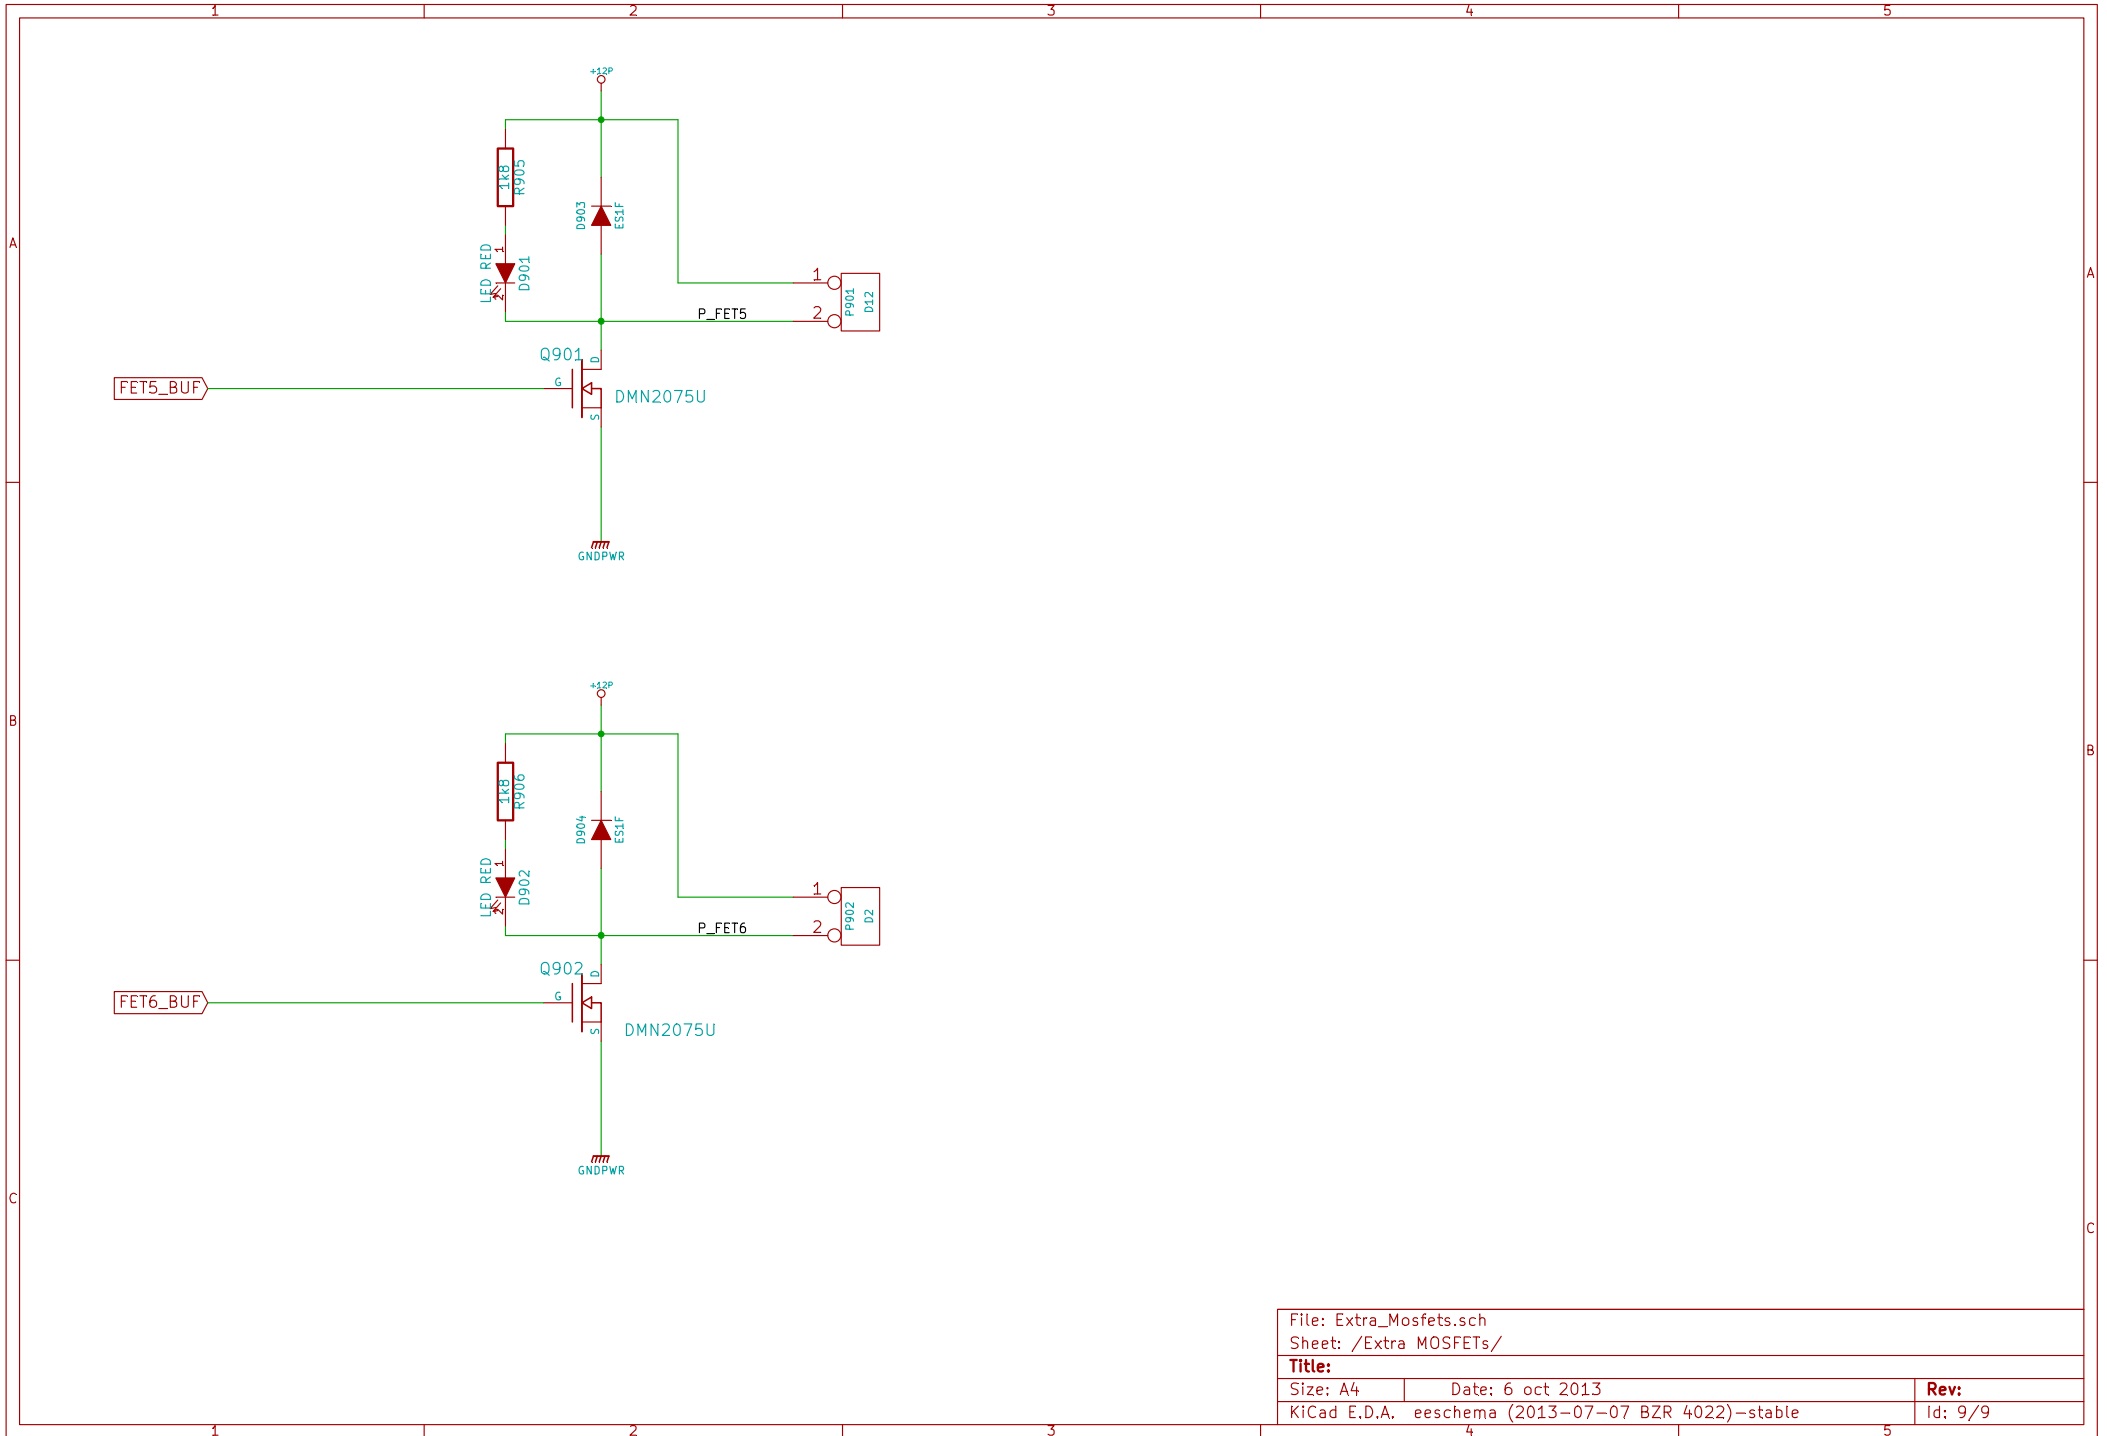 1 2 3 4 5
A
A
+12P
1k8
R905
D903
ES1F
LED RED
1
2
D901
1
2
P901
D12
P_FET5
Q901
D
G
S
DMN2075U
FET5_BUF
GNDPWR
B
B
+12P
1k8
R906
D904
ES1F
LED RED
1
2
D902
1
2
P902
D2
P_FET6
Q902
D
G
S
DMN2075U
FET6_BUF
GNDPWR
C
C
File: Extra_Mosfets.sch
Sheet: /Extra MOSFETs/
Title:
Size: A4 Date: 6 oct 2013 Rev:
KiCad E.D.A. eeschema (2013-07-07 BZR 4022)-stable Id: 9/9
1 2 3 4 5